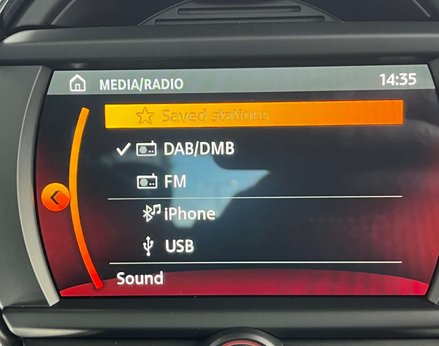 MEDIA/RADIO
14:35
Saved stations
DAB/DMB
FM
iPhone
USB
Sound